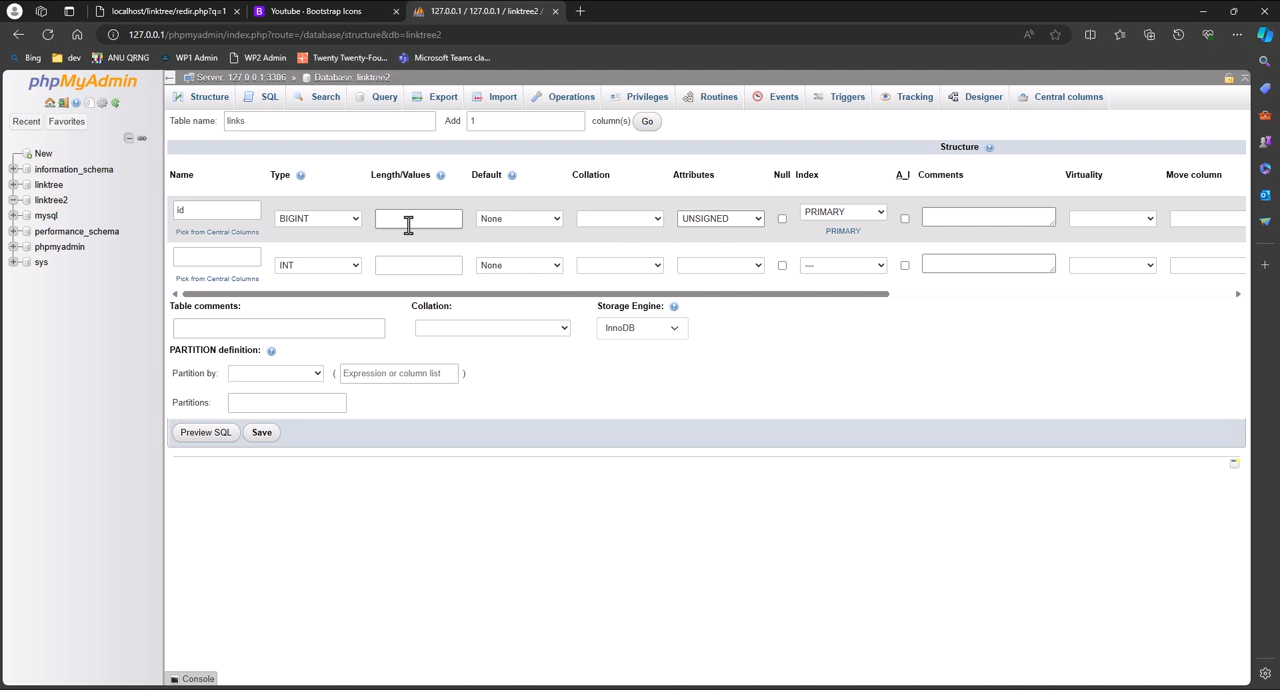 localhost/linktree/redir.php?q=1
Youtube · Bootstrap Icons
127.0.0.1 / 127.0.0.1 / linktree2 /
127.0.0.1/phpmyadmin/index.php?route=/database/structure&db=linktree2
Bing
dev
ANU QRNG
WP1 Admin
WP2 Admin
Twenty Twenty-Fou...
Microsoft Teams cla...
phpMyAdmin
Server: 127.0.0.1:3306 » Database: linktree2
Structure SQL Search Query Export Import Operations Privileges Routines Events Triggers Tracking Designer Central columns
Recent Favorites
New
information_schema
linktree
linktree2
mysql
performance_schema
phpmyadmin
sys
Table name: links Add 1 column(s) Go
Structure
Name Type Length/Values Default Collation Attributes Null Index A_I Comments Virtuality Move column
id BIGINT None UNSIGNED PRIMARY
Pick from Central Columns PRIMARY
INT None ---
Pick from Central Columns
Table comments: Collation: Storage Engine:
InnoDB
PARTITION definition:
Partition by: ( Expression or column list )
Partitions:
Preview SQL Save
Console